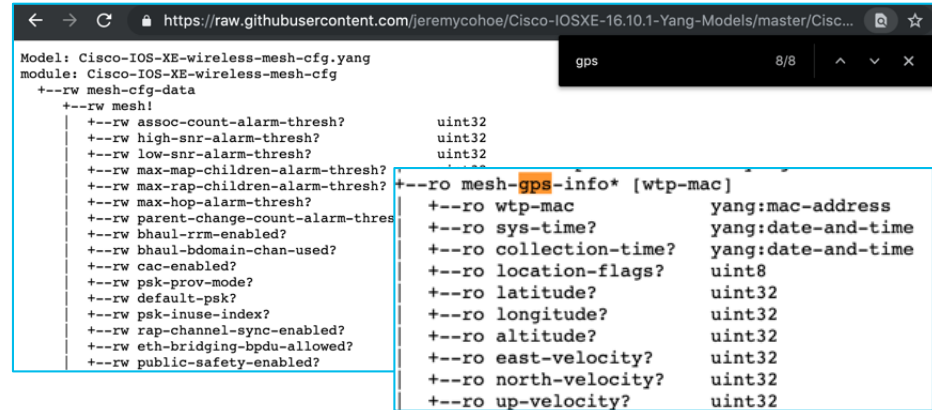 https://raw.githubusercontent.com/jeremycohoe/Cisco-IOSXE-16.10.1-Yang-Models/master/Cisc...
gps 8/8
Model: Cisco-IOS-XE-wireless-mesh-cfg.yang
module: Cisco-IOS-XE-wireless-mesh-cfg
+--rw mesh-cfg-data
+--rw mesh!
| +--rw assoc-count-alarm-thresh? uint32
| +--rw high-snr-alarm-thresh? uint32
| +--rw low-snr-alarm-thresh? uint32
| +--rw max-map-children-alarm-thresh?
| +--rw max-rap-children-alarm-thresh?
| +--rw max-hop-alarm-thresh?
| +--rw parent-change-count-alarm-thres
| +--rw bhaul-rrm-enabled?
| +--rw bhaul-bdomain-chan-used?
| +--rw cac-enabled?
| +--rw psk-prov-mode?
| +--rw default-psk?
| +--rw psk-inuse-index?
| +--rw rap-channel-sync-enabled?
| +--rw eth-bridging-bpdu-allowed?
| +--rw public-safety-enabled?
+--ro mesh-gps-info* [wtp-mac]
| +--ro wtp-mac yang:mac-address
| +--ro sys-time? yang:date-and-time
| +--ro collection-time? yang:date-and-time
| +--ro location-flags? uint8
| +--ro latitude? uint32
| +--ro longitude? uint32
| +--ro altitude? uint32
| +--ro east-velocity? uint32
| +--ro north-velocity? uint32
| +--ro up-velocity? uint32